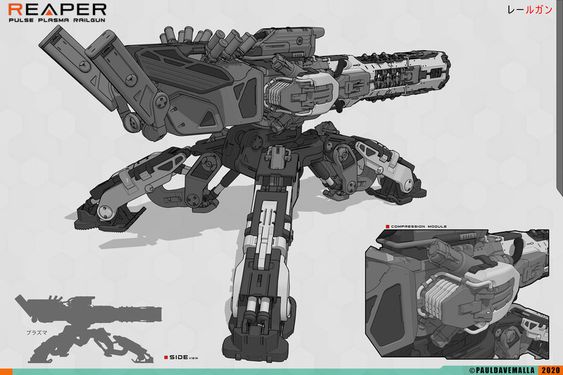 REAPER
PULSE PLASMA RAILGUN
レールガン
COMPRESSION MODULE
プラズマ
SIDE VIEW
©PAULDAVEMALLA 2020